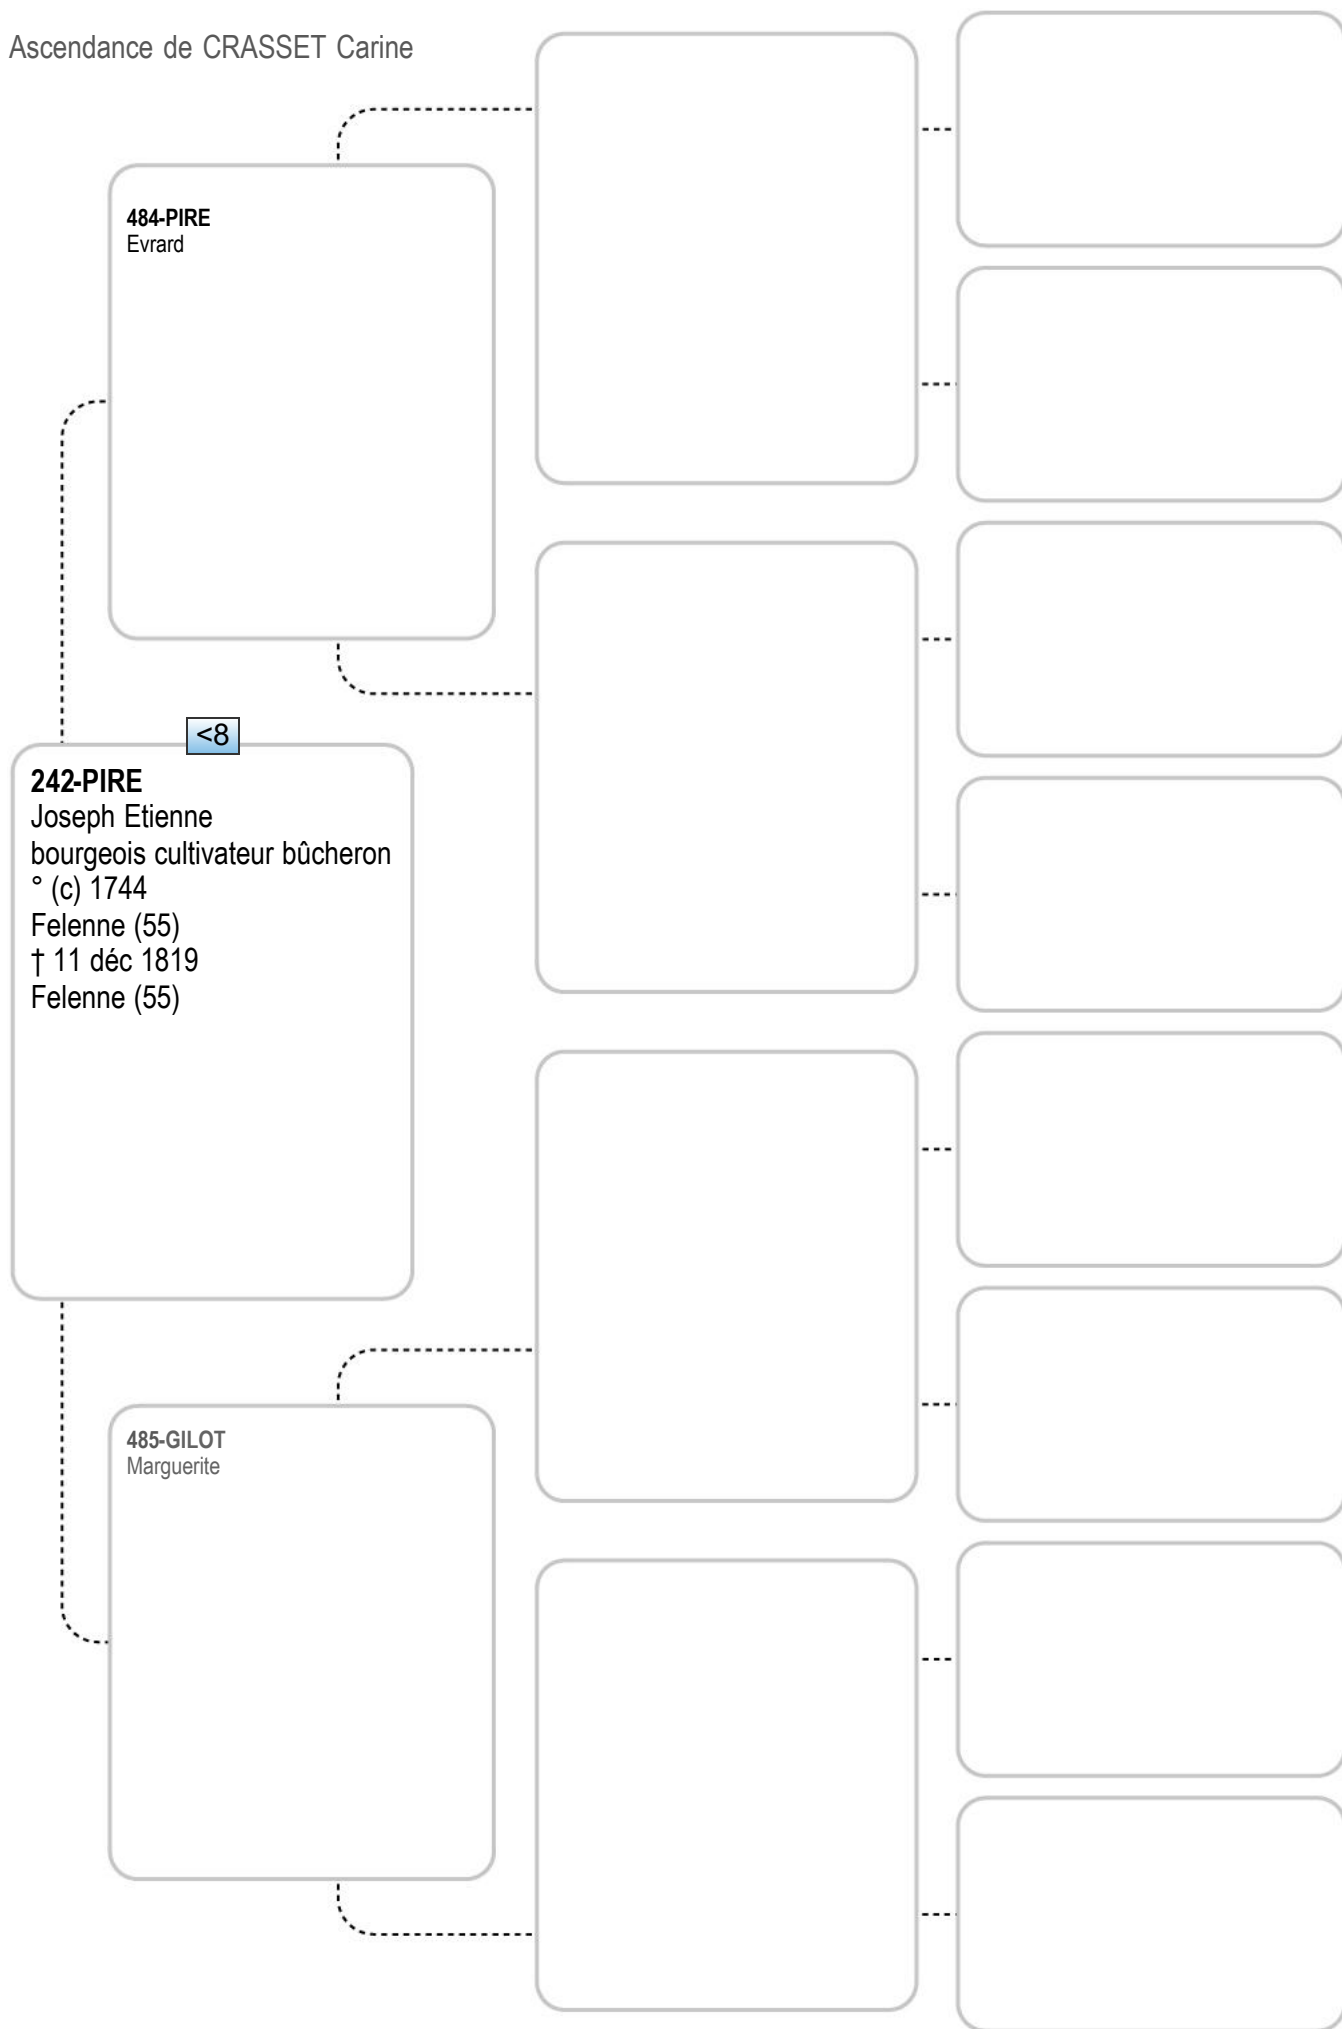 Ascendance de CRASSET Carine
484-PIRE
Evrard
<8
242-PIRE
Joseph Etienne
bourgeois cultivateur bûcheron
° (c) 1744
Felenne (55)
† 11 déc 1819
Felenne (55)
485-GILOT
Marguerite